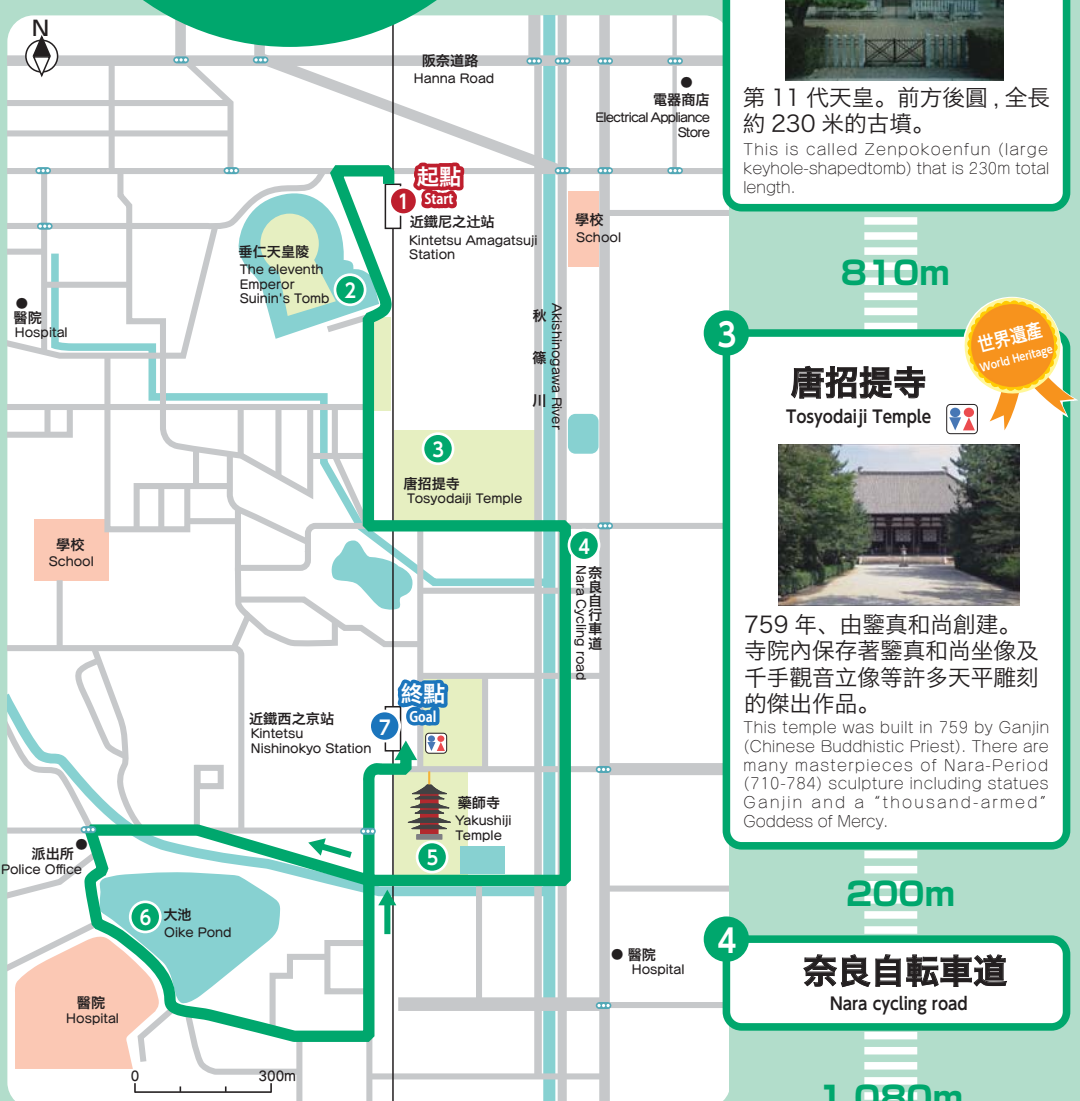 N
阪奈道路
Hanna Road
電器商店
Electrical Appliance
Store
起點
Start
1
近鐵尼之辻站
Kintetsu Amagatsuji
Station
學校
School
垂仁天皇陵
The eleventh
Emperor
Suinin's Tomb
2
醫院
Hospital
秋篠川
Akishinogawa River
3
唐招提寺
Tosyodaiji Temple
4
奈良自行車道
Nara Cycling road
學校
School
終點
Goal
7
近鐵西之京站
Kintetsu
Nishinokyo Station
藥師寺
Yakushiji
Temple
5
派出所
Police Office
6
大池
Oike Pond
醫院
Hospital
醫院
Hospital
0
300m
第 11 代天皇。前方後圓 , 全長
約 230 米的古墳。
This is called Zenpokoenfun (large
keyhole-shapedtomb) that is 230m total
length.
810m
3
世界遺産
World Heritage
唐招提寺
Tosyodaiji Temple
759 年、由鑒真和尚創建。
寺院內保存著鑒真和尚坐像及
千手觀音立像等許多天平雕刻
的傑出作品。
This temple was built in 759 by Ganjin
(Chinese Buddhistic Priest). There are
many masterpieces of Nara-Period
(710-784) sculpture including statues
Ganjin and a "thousand-armed"
Goddess of Mercy.
200m
4
奈良自転車道
Nara cycling road
1,080m